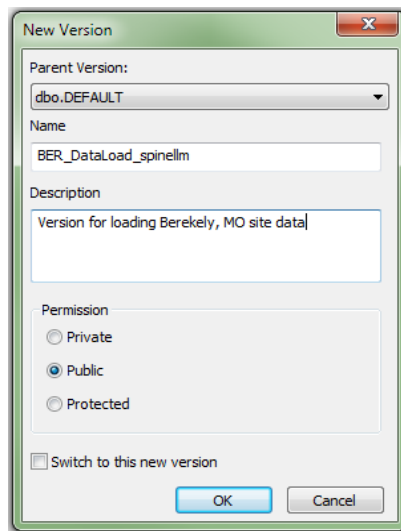 New Version
Parent Version:
dbo.DEFAULT
Name
BER_DataLoad_spinellm
Description
Version for loading Berekely, MO site data
Permission
Private
Public
Protected
Switch to this new version
OK Cancel